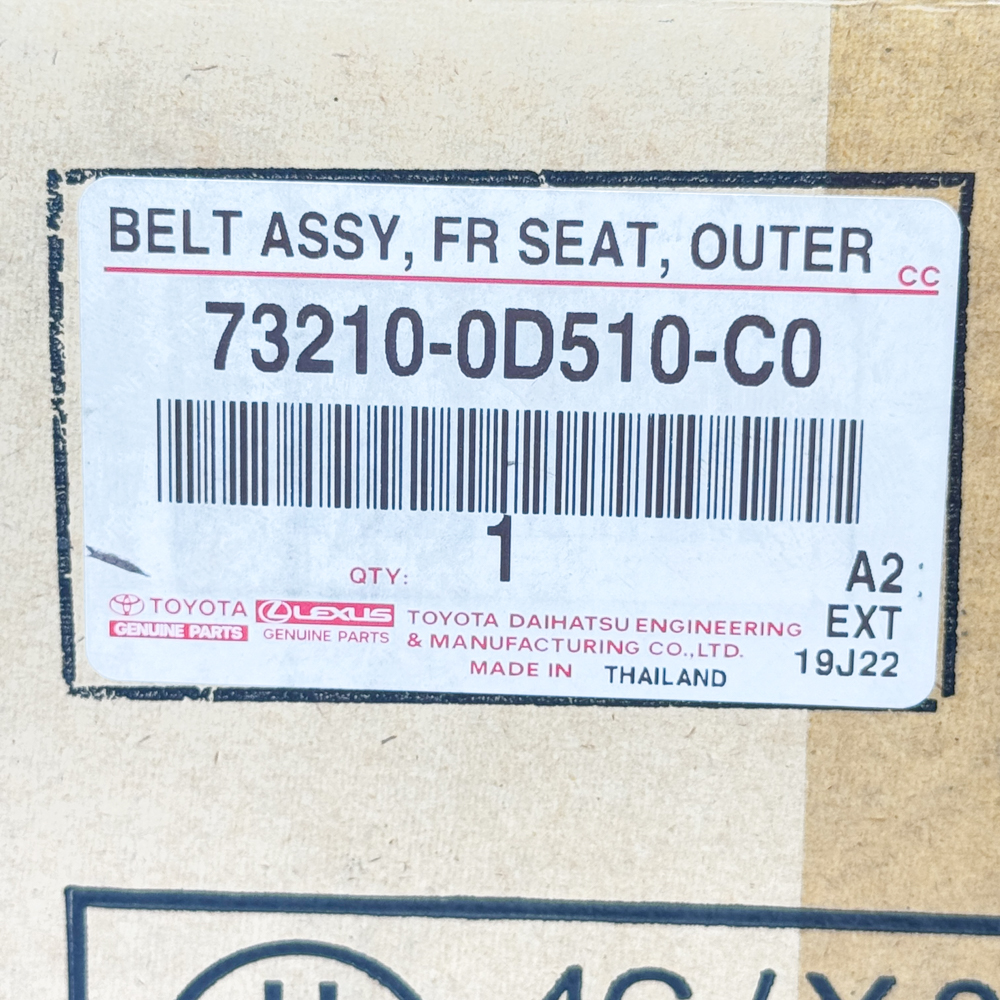 BELT ASSY, FR SEAT, OUTER
CC
73210-0D510-C0
1
QTY:
A2
EXT
19J22
TOYOTA
GENUINE PARTS
LEXUS
GENUINE PARTS
TOYOTA DAIHATSU ENGINEERING
& MANUFACTURING CO.,LTD.
MADE IN THAILAND